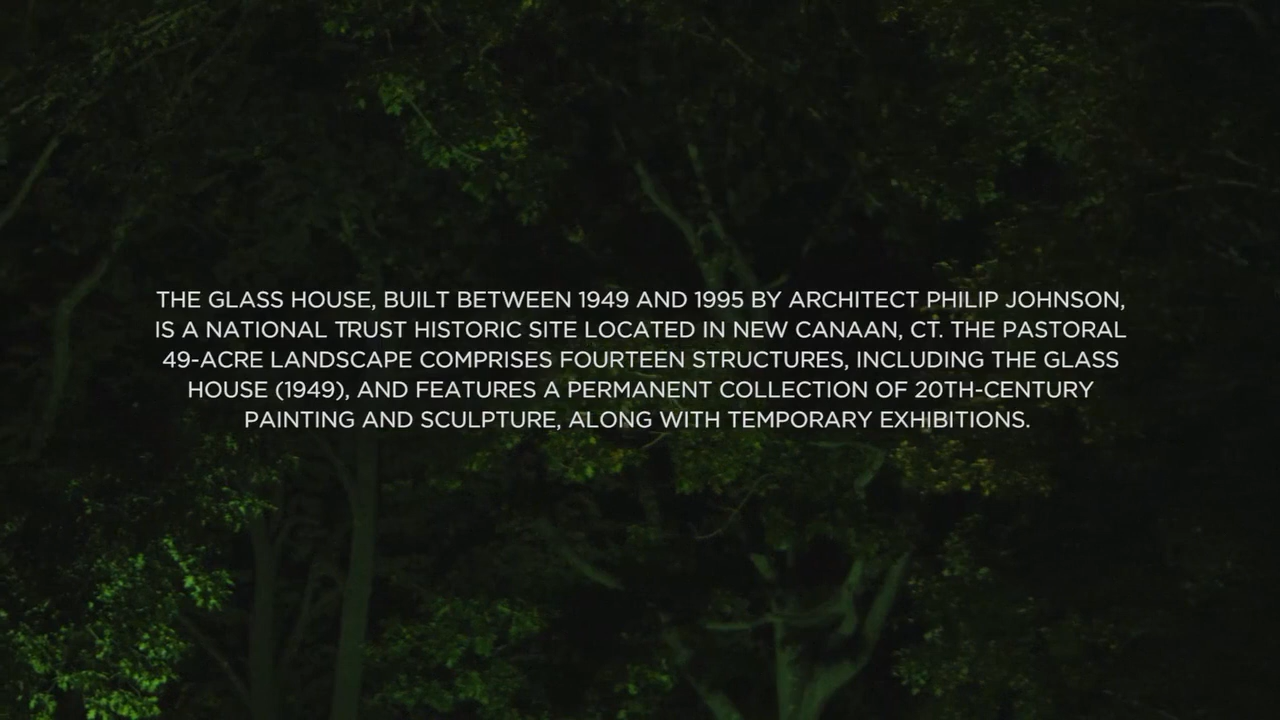 THE GLASS HOUSE, BUILT BETWEEN 1949 AND 1995 BY ARCHITECT PHILIP JOHNSON,
IS A NATIONAL TRUST HISTORIC SITE LOCATED IN NEW CANAAN, CT. THE PASTORAL
49-ACRE LANDSCAPE COMPRISES FOURTEEN STRUCTURES, INCLUDING THE GLASS
HOUSE (1949), AND FEATURES A PERMANENT COLLECTION OF 20TH-CENTURY
PAINTING AND SCULPTURE, ALONG WITH TEMPORARY EXHIBITIONS.